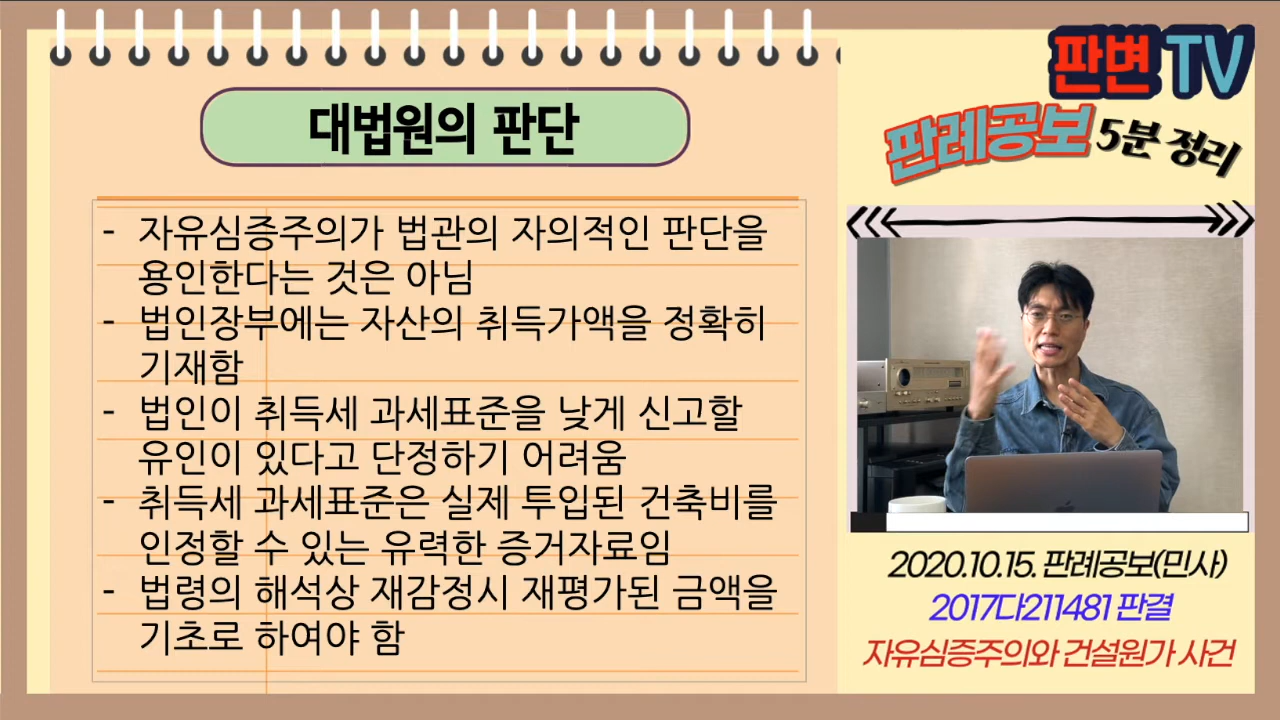 대법원의 판단
- 자유심증주의가 법관의 자의적인 판단을
용인한다는 것은 아님
- 법인장부에는 자산의 취득가액을 정확히
기재함
- 법인이 취득세 과세표준을 낮게 신고할
유인이 있다고 단정하기 어려움
- 취득세 과세표준은 실제 투입된 건축비를
인정할 수 있는 유력한 증거자료임
- 법령의 해석상 재감정시 재평가된 금액을
기초로 하여야 함
판변 TV
판례공보 5분 정리
2020.10.15. 판례공보(민사)
2017다211481 판결
자유심증주의와 건설원가 사건